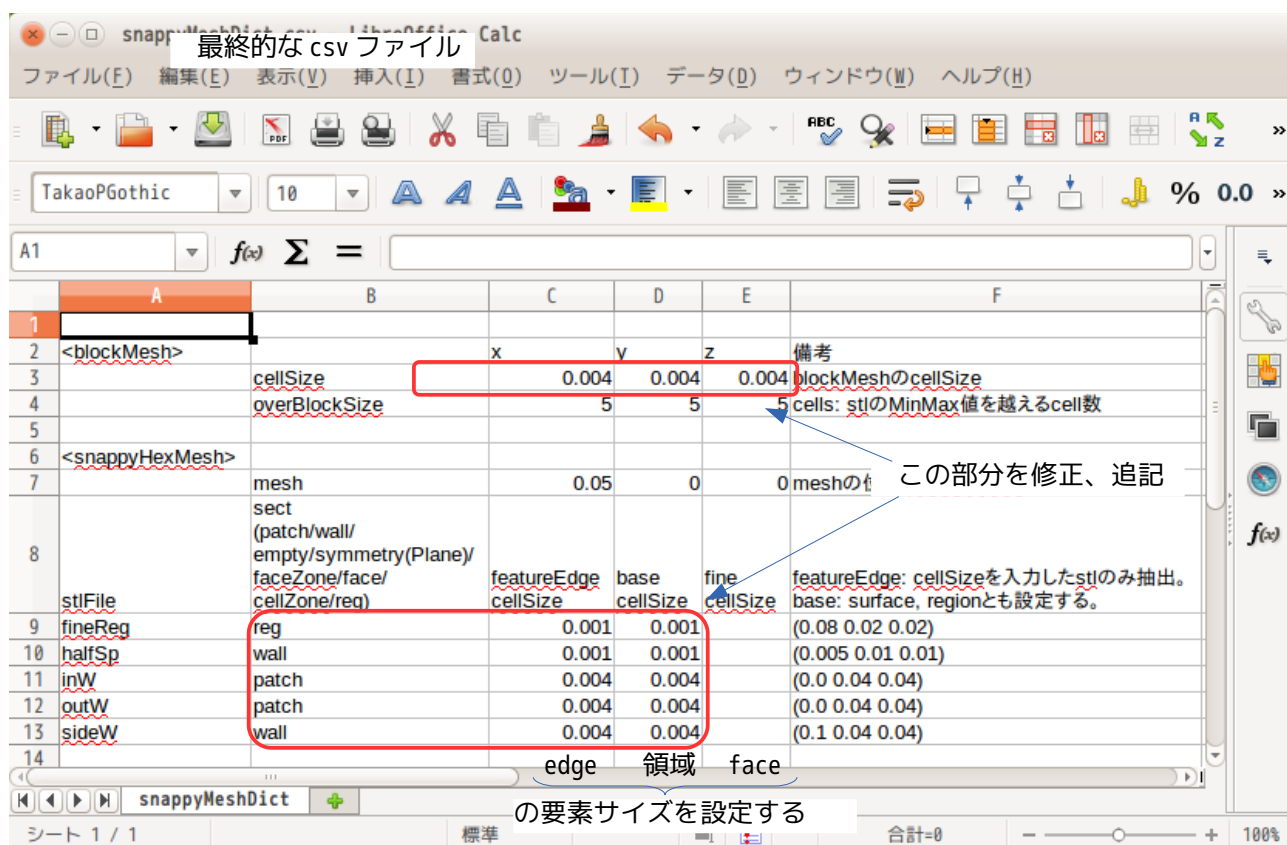 最終的な csv ファイル
ファイル(F) 編集(E) 表示(V) 挿入(I) 書式(O) ツール(T) データ(D) ウィンドウ(W) ヘルプ(H)
PDF ABC A Z »
TakaoPGothic 10 % 0.0 »
A1 f(x) Σ =
A B C D E F
1
2 <blockMesh> x y z 備考
3 cellSize 0.004 0.004 0.004 blockMeshのcellSize
4 overBlockSize 5 5 5 cells: stlのMinMax値を越えるcell数
5
6 <snappyHexMesh>
この部分を修正、追記
7 mesh 0.05 0 0 meshの
sect
(patch/wall/
empty/symmetry(Plane)/
8 faceZone/face/ featureEdge base fine featureEdge: cellSizeを入力したstlのみ抽出。
stlFile cellZone/reg) cellSize cellSize cellSize base: surface, regionとも設定する。
9 fineReg reg 0.001 0.001 (0.08 0.02 0.02)
10 halfSp wall 0.001 0.001 (0.005 0.01 0.01)
11 inW patch 0.004 0.004 (0.0 0.04 0.04)
12 outW patch 0.004 0.004 (0.0 0.04 0.04)
13 sideW wall 0.004 0.004 (0.1 0.04 0.04)
14
edge 領域 face
snappyMeshDict
の要素サイズを設定する
シート 1 / 1 標準 合計=0 100%